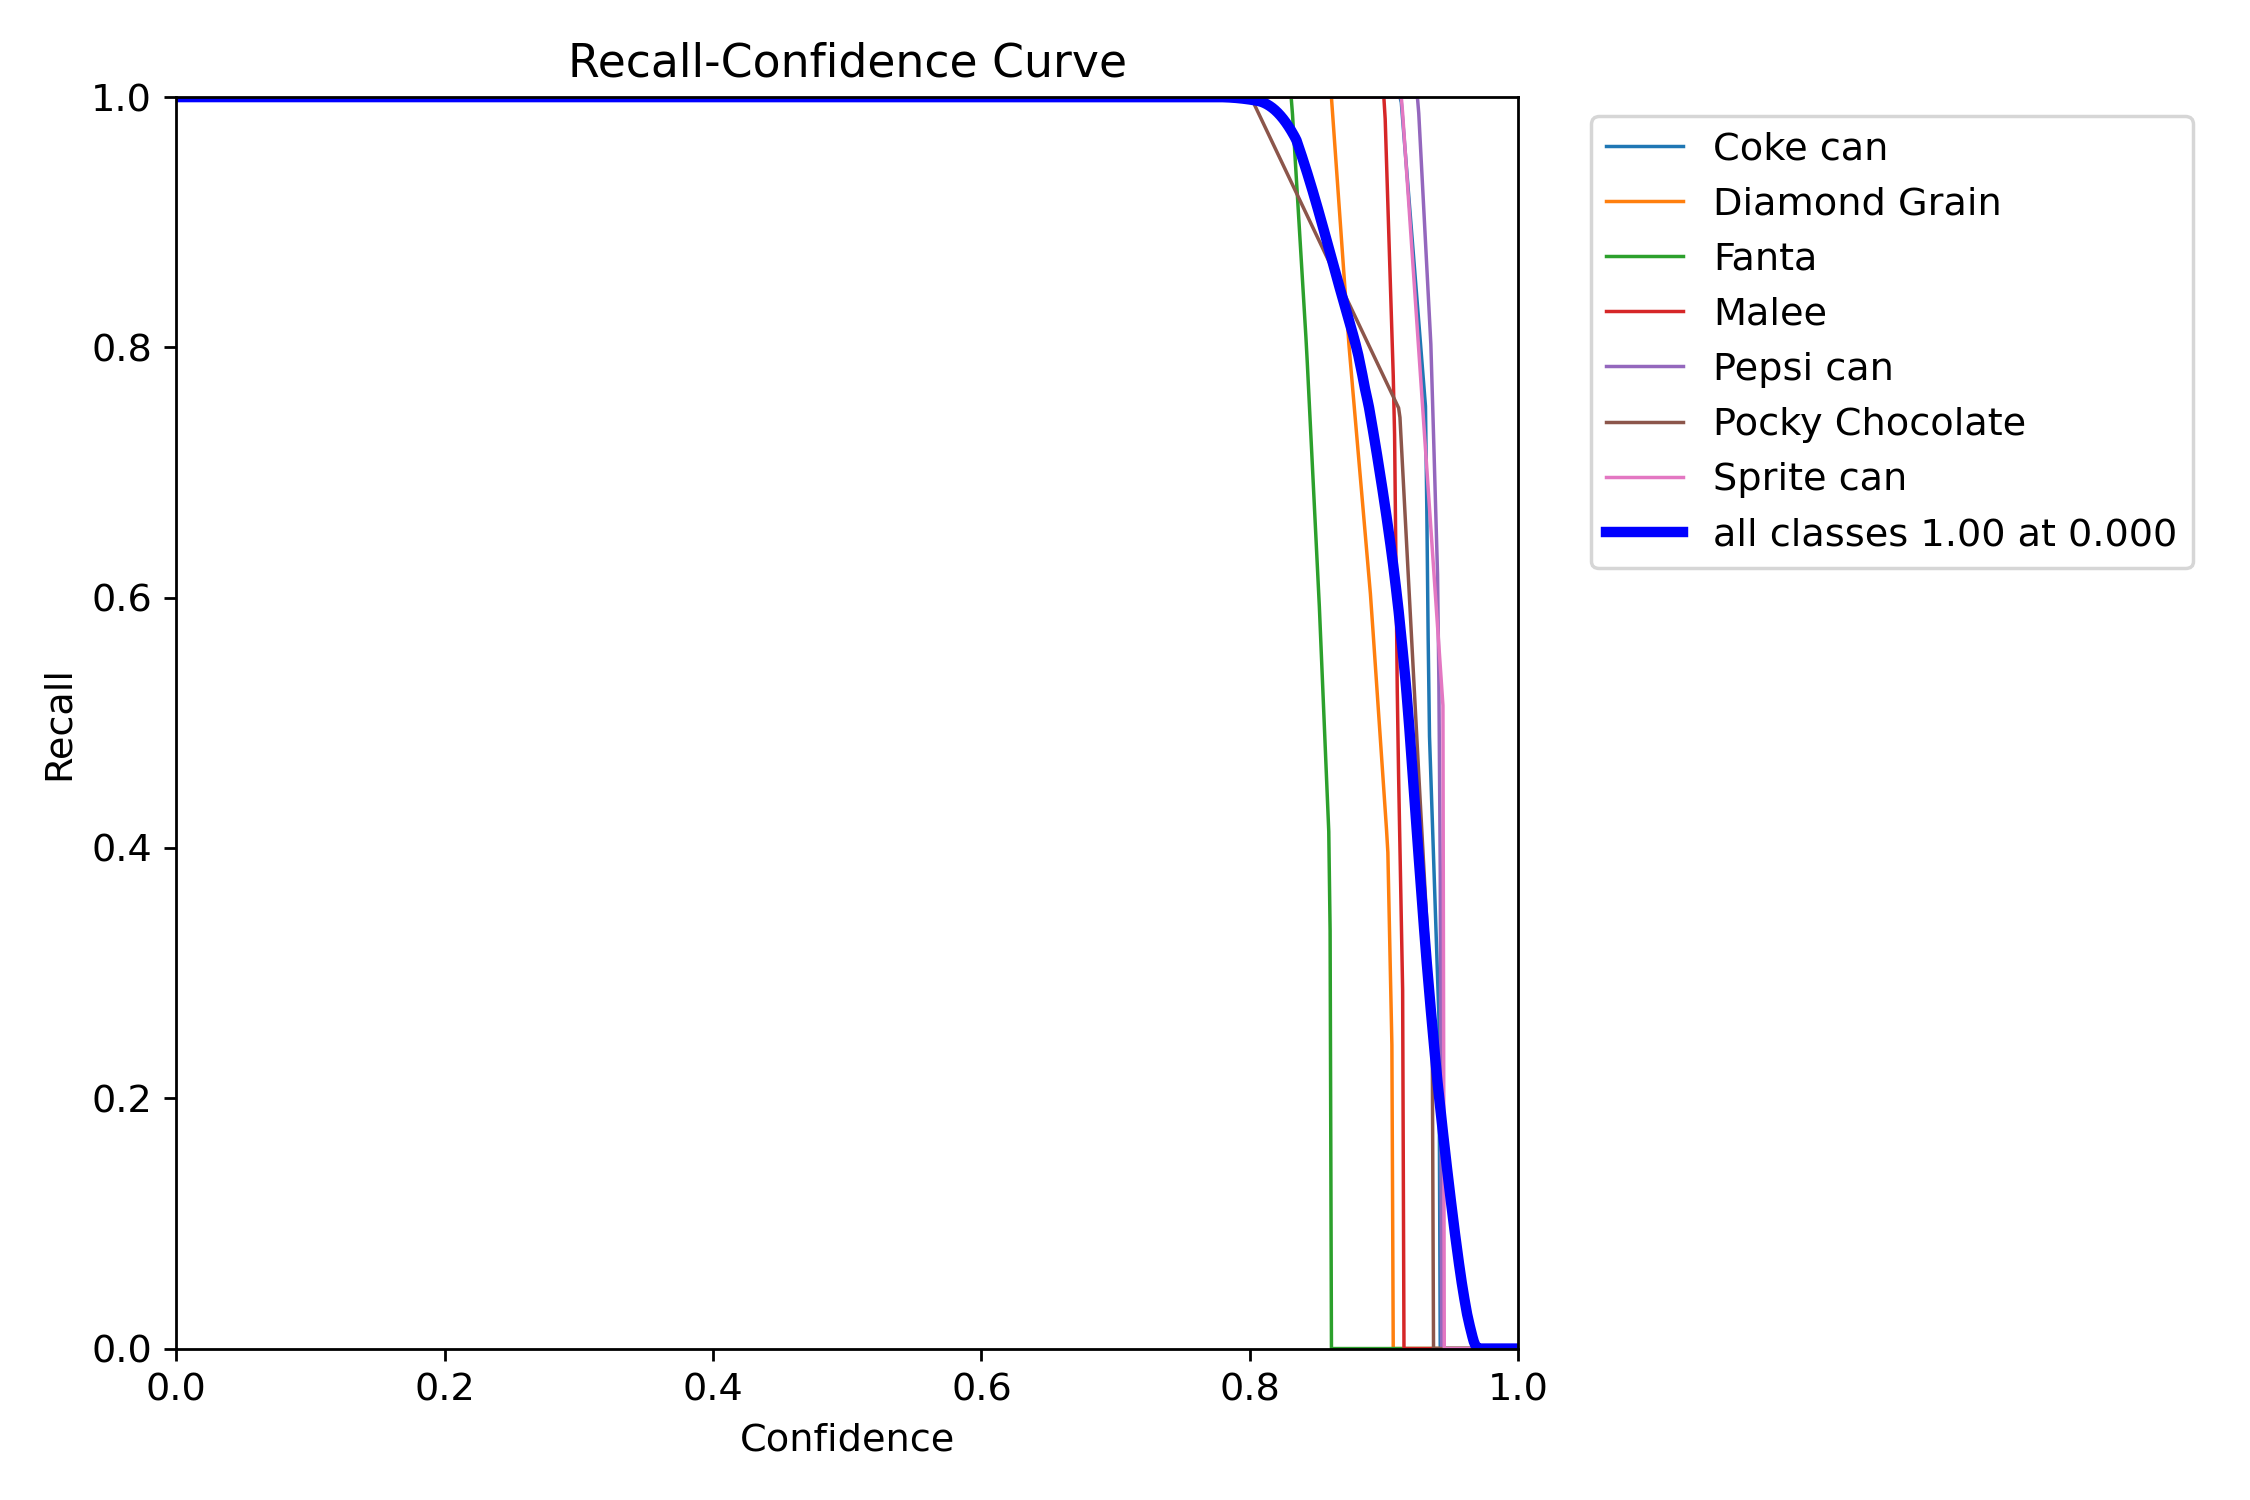 Recall-Confidence Curve
1.0
0.8
0.6
0.4
0.2
0.0
Recall
0.0 0.2 0.4 0.6 0.8 1.0
Confidence
Coke can
Diamond Grain
Fanta
Malee
Pepsi can
Pocky Chocolate
Sprite can
all classes 1.00 at 0.000